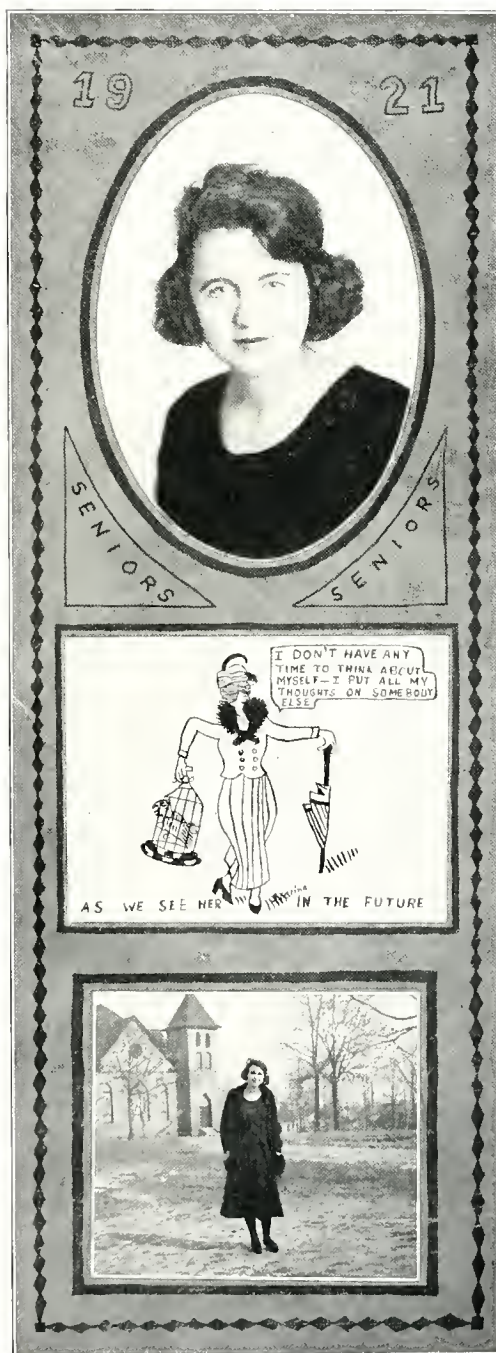 19 21
SENIORS
SENIORS
I DON'T HAVE ANY
TIME TO THINK ABOUT
MYSELF—I PUT ALL MY
THOUGHTS ON SOMEBODY
ELSE
AS WE SEE HER IN THE FUTURE